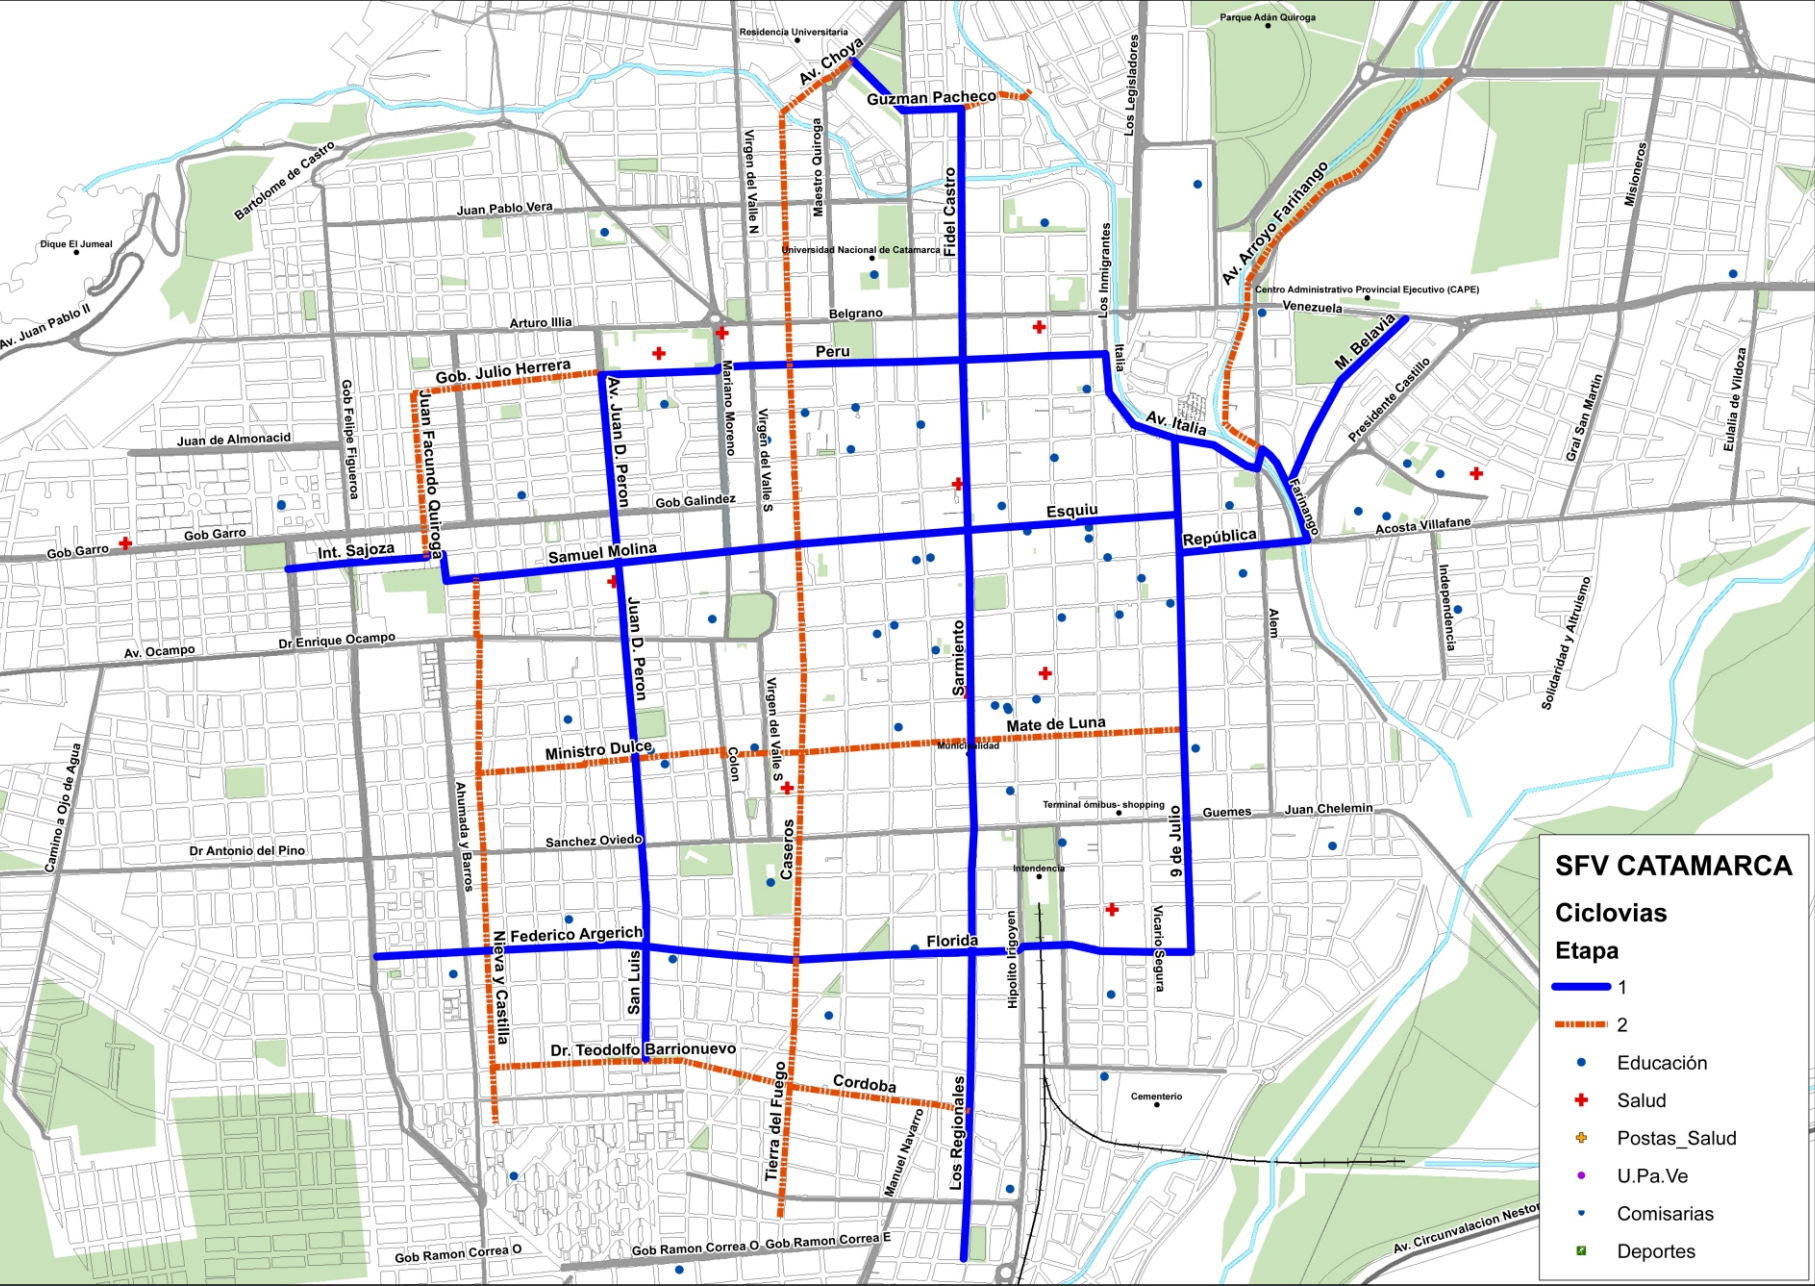 Parque Adán Quiroga
Residencia Universitaria
Av. Choya
Guzman Pacheco
Los Legisladores
Virgen del Valle N
Maestro Quiroga
Bartolome de Castro
Misioneros
Fidel Castro
Juan Pablo Vera
Av. Arroyo Fariñango
Dique El Jumeal
Universidad Nacional de Catamarca
Los Inmigrantes
Centro Administrativo Provincial Ejecutivo (CAPE)
Venezuela
Av. Juan Pablo II
Arturo Illia
Belgrano
M. Belavia
Peru
Italia
Gob. Julio Herrera
Mariano Moreno
Presidente Castillo
Gral San Martin
Eulalia de Vildoza
Gob Felipe Figueroa
Juan Facundo Quiroga
Av. Juan D. Peron
Av. Italia
Juan de Almonacid
Virgen del Valle S
Gob Galindez
Esquiu
Farinango
Acosta Villafane
Gob Garro
Gob Garro
Int. Sajoza
Samuel Molina
República
Independencia
Solidaridad y Altruismo
Juan D. Peron
Alem
Dr Enrique Ocampo
Av. Ocampo
Sarmiento
Virgen del Valle S
Mate de Luna
Ministro Dulce
Municipalidad
Colon
Camino a Ojo de Agua
Ahumada y Barros
Terminal ómibus- shopping
Guemes
Juan Chelemin
9 de Julio
Sanchez Oviedo
Dr Antonio del Pino
Caseros
Intendencia
Federico Argerich
Florida
Hipolito Irigoyen
Vicario Segura
Nieva y Castilla
San Luis
Dr. Teodolfo Barrionuevo
Cordoba
Tierra del Fuego
Manuel Navarro
Los Regionales
Cementerio
Gob Ramon Correa O
Gob Ramon Correa O
Gob Ramon Correa E
Av. Circunvalacion Nestor
SFV CATAMARCA
Ciclovias
Etapa
1
2
Educación
Salud
Postas_Salud
U.Pa.Ve
Comisarias
Deportes